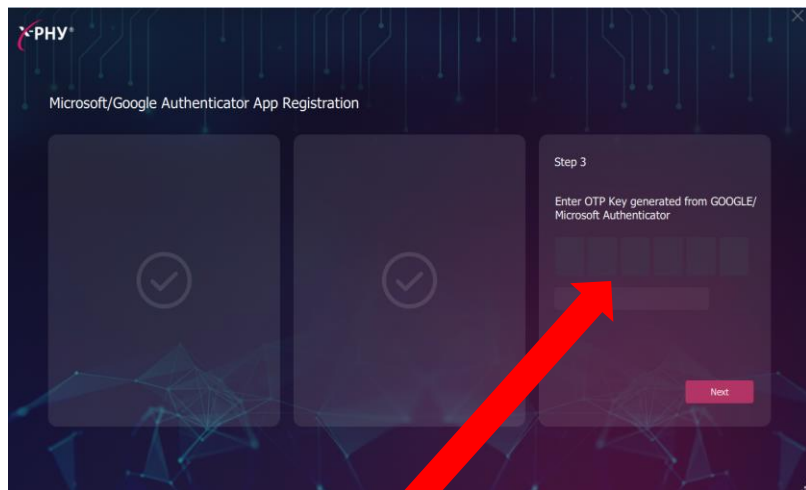 X-PHY®
Microsoft/Google Authenticator App Registration
Step 3
Enter OTP Key generated from GOOGLE/
Microsoft Authenticator
Next